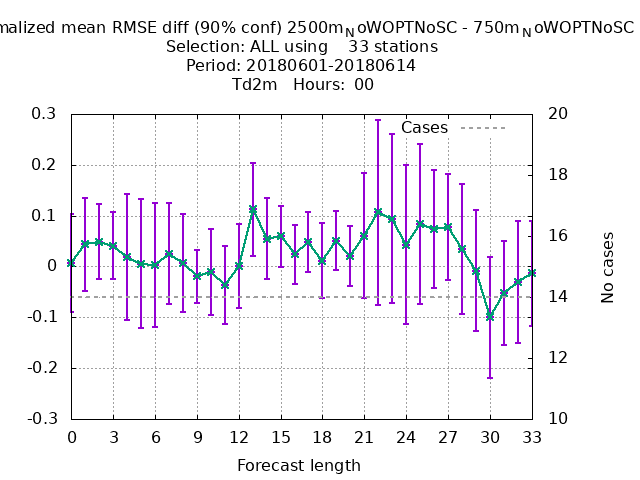 malized mean RMSE diff (90% conf) 2500mNoWOPTNoSC - 750mNoWOPTNoSC
Selection: ALL using 33 stations
Period: 20180601-20180614
Td2m Hours: 00
Cases
0.3
0.2
0.1
0
-0.1
-0.2
-0.3
20
18
16
14
12
10
No cases
0 3 6 9 12 15 18 21 24 27 30 33
Forecast length